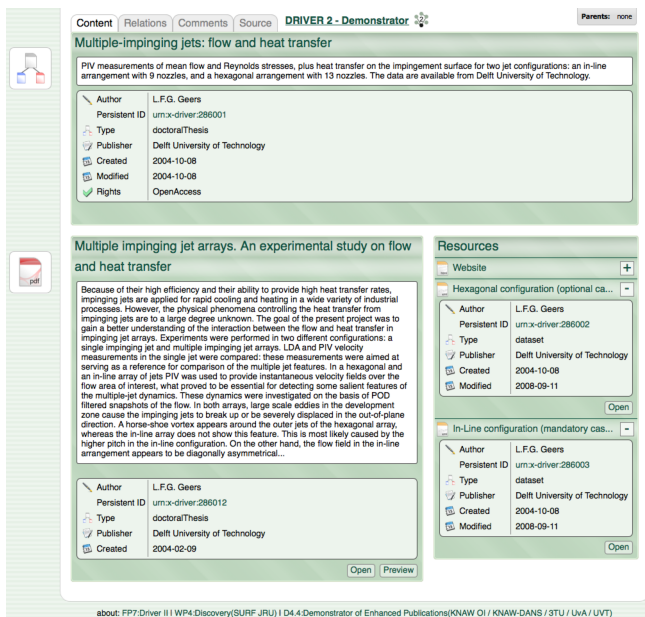 Content Relations Comments Source DRIVER 2 - Demonstrator Parents: none
Multiple-impinging jets: flow and heat transfer
PIV measurements of mean flow and Reynolds stresses, plus heat transfer on the impingement surface for two jet configurations: an in-line
arrangement with 9 nozzles, and a hexagonal arrangement with 13 nozzles. The data are available from Delft University of Technology.
Author L.F.G. Geers
Persistent ID urn:x-driver:286001
Type doctoralThesis
Publisher Delft University of Technology
Created 2004-10-08
Modified 2004-10-08
Rights OpenAccess
pdf
Multiple impinging jet arrays. An experimental study on flow
and heat transfer
Because of their high efficiency and their ability to provide high heat transfer rates,
impinging jets are applied for rapid cooling and heating in a wide variety of industrial
processes. However, the physical phenomena controlling the heat transfer from
impinging jets are to a large degree unknown. The goal of the present project was to
gain a better understanding of the interaction between the flow and heat transfer in
impinging jet arrays. Experiments were performed in two different configurations: a
single impinging jet and multiple impinging jet arrays. LDA and PIV velocity
measurements in the single jet were compared: these measurements were aimed at
serving as a reference for comparison of the multiple jet features. In a hexagonal and
an in-line array of jets PIV was used to provide instantaneous velocity fields over the
flow area of interest, what proved to be essential for detecting some salient features of
the multiple-jet dynamics. These dynamics were investigated on the basis of POD
filtered snapshots of the flow. In both arrays, large scale eddies in the development
zone cause the impinging jets to break up or be severely displaced in the out-of-plane
direction. A horse-shoe vortex appears around the outer jets of the hexagonal array,
whereas the in-line array does not show this feature. This is most likely caused by the
higher pitch in the in-line configuration. On the other hand, the flow field in the in-line
arrangement appears to be diagonally asymmetrical...
Author L.F.G. Geers
Persistent ID urn:x-driver:286012
Type doctoralThesis
Publisher Delft University of Technology
Created 2004-02-09
Open Preview
Resources
Website +
Hexagonal configuration (optional ca... -
Author L.F.G. Geers
Persistent ID urn:x-driver:286002
Type dataset
Publisher Delft University of Technology
Created 2004-10-08
Modified 2008-09-11
Open
In-Line configuration (mandatory cas... -
Author L.F.G. Geers
Persistent ID urn:x-driver:286003
Type dataset
Publisher Delft University of Technology
Created 2004-10-08
Modified 2008-09-11
Open
about: FP7:Driver II I WP4:Discovery(SURF JRU) I D4.4:Demonstrator of Enhanced Publications(KNAW OI / KNAW-DANS / 3TU / UvA / UVT)